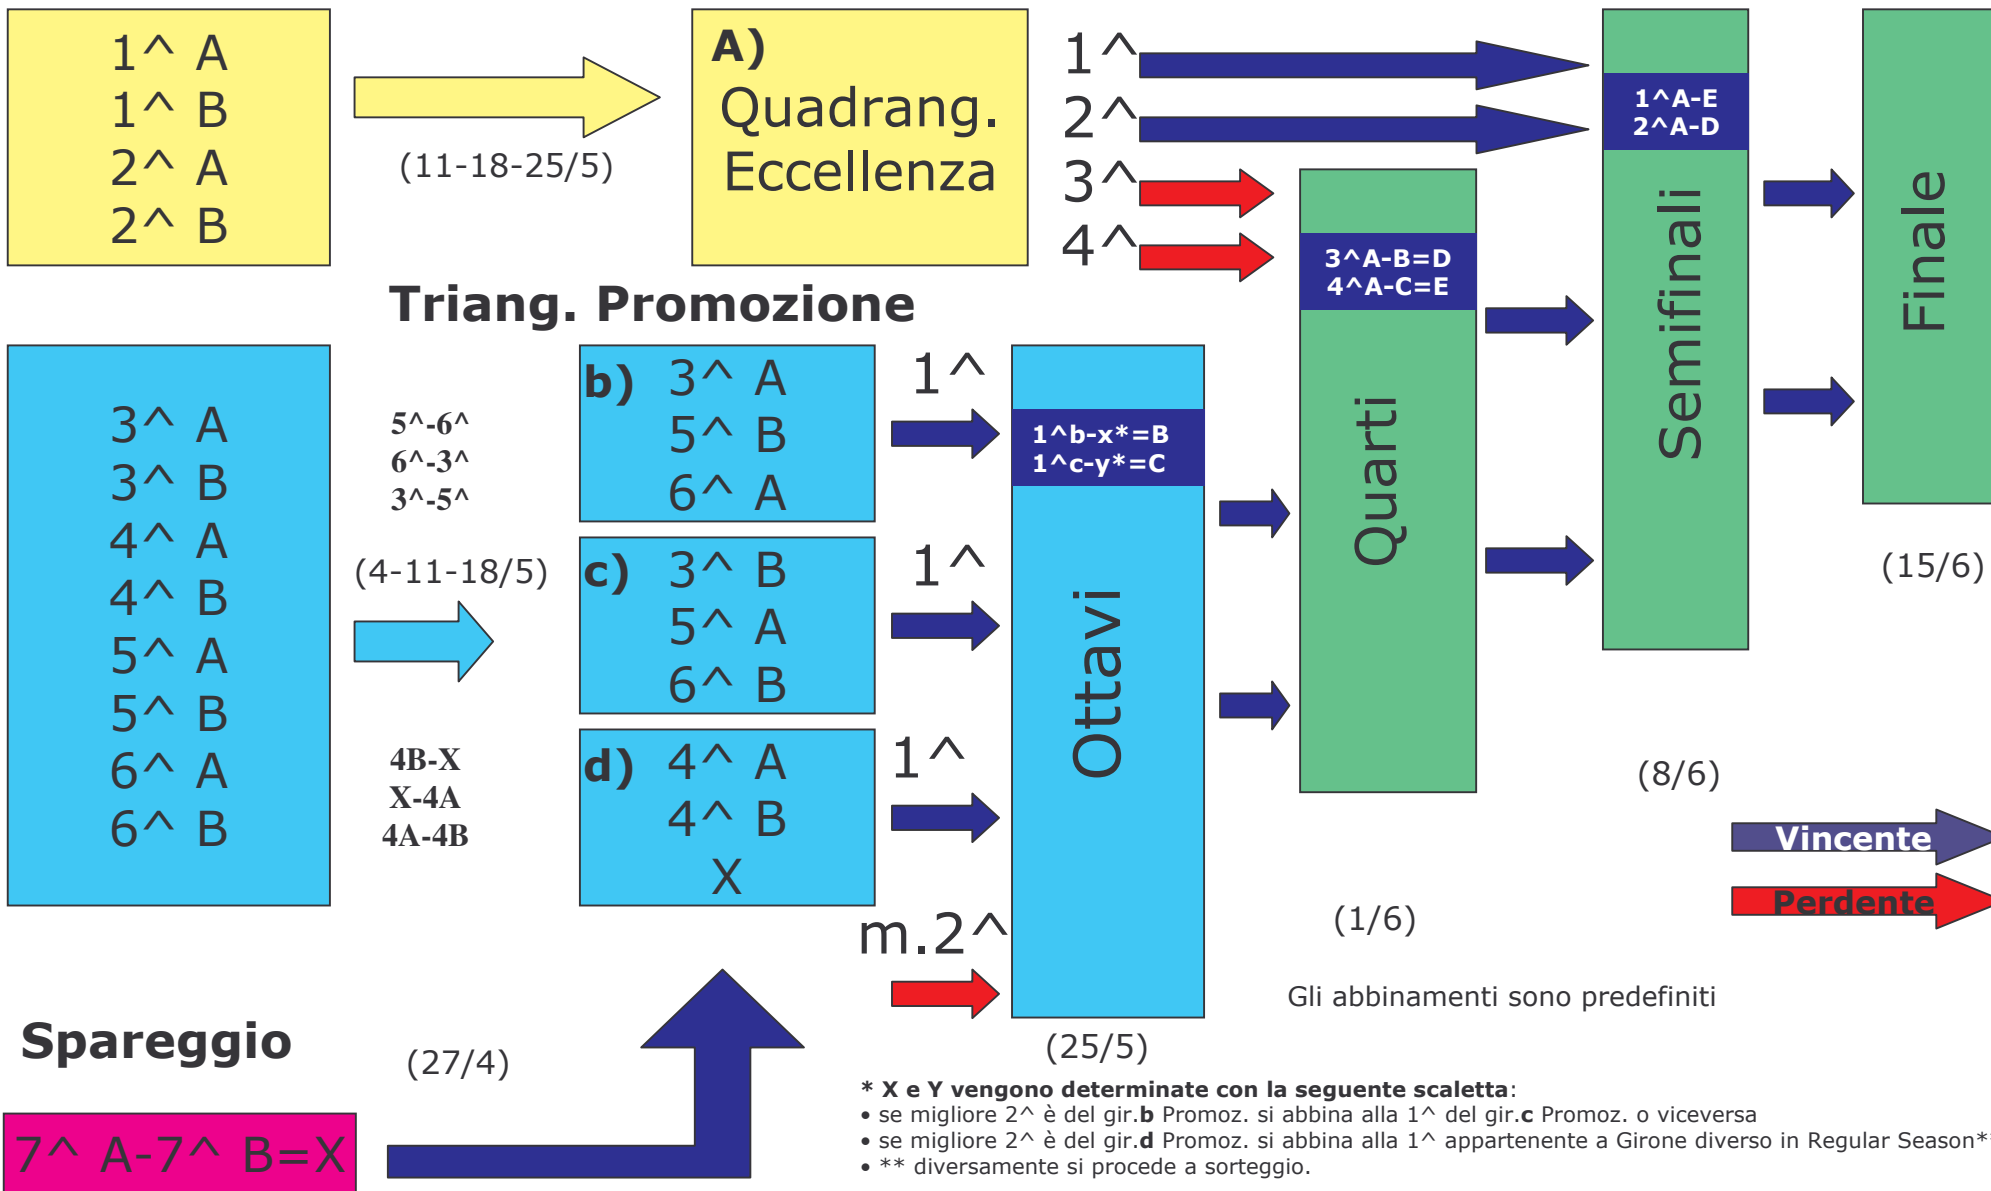 1^ A
1^ B
2^ A
2^ B
(11-18-25/5)
A)
Quadrang.
Eccellenza
1^
2^
3^
4^
1^A-E
2^A-D
Semifinali
Finale
3^A-B=D
4^A-C=E
Quarti
Triang. Promozione
3^ A
3^ B
4^ A
4^ B
5^ A
5^ B
6^ A
6^ B
5^-6^
6^-3^
3^-5^
(4-11-18/5)
4B-X
X-4A
4A-4B
b) 3^ A
5^ B
6^ A
c) 3^ B
5^ A
6^ B
d) 4^ A
4^ B
X
1^
1^
1^
m.2^
1^b-x*=B
1^c-y*=C
Ottavi
(15/6)
(8/6)
(1/6)
(25/5)
Vincente
Perdente
Gli abbinamenti sono predefiniti
Spareggio
(27/4)
7^ A-7^ B=X
* X e Y vengono determinate con la seguente scaletta:
• se migliore 2^ è del gir.b Promoz. si abbina alla 1^ del gir.c Promoz. o viceversa
• se migliore 2^ è del gir.d Promoz. si abbina alla 1^ appartenente a Girone diverso in Regular Season**
• ** diversamente si procede a sorteggio.